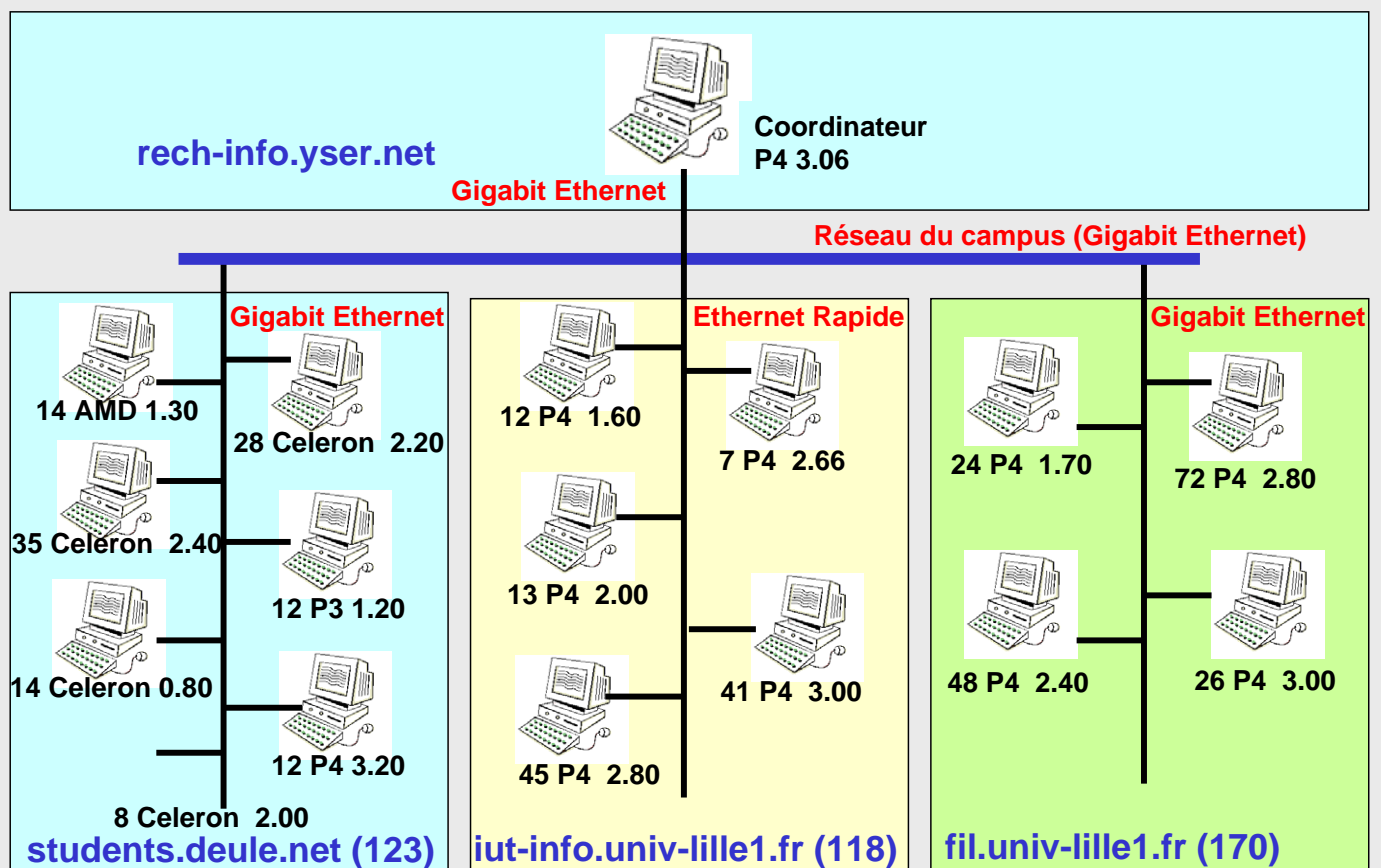 Coordinateur
P4 3.06
rech-info.yser.net
Gigabit Ethernet
Réseau du campus (Gigabit Ethernet)
Gigabit Ethernet
14 AMD 1.30
28 Celeron 2.20
35 Celeron 2.40
12 P3 1.20
14 Celeron 0.80
12 P4 3.20
8 Celeron 2.00
students.deule.net (123)
Ethernet Rapide
12 P4 1.60
7 P4 2.66
13 P4 2.00
41 P4 3.00
45 P4 2.80
iut-info.univ-lille1.fr (118)
Gigabit Ethernet
24 P4 1.70
72 P4 2.80
48 P4 2.40
26 P4 3.00
fil.univ-lille1.fr (170)